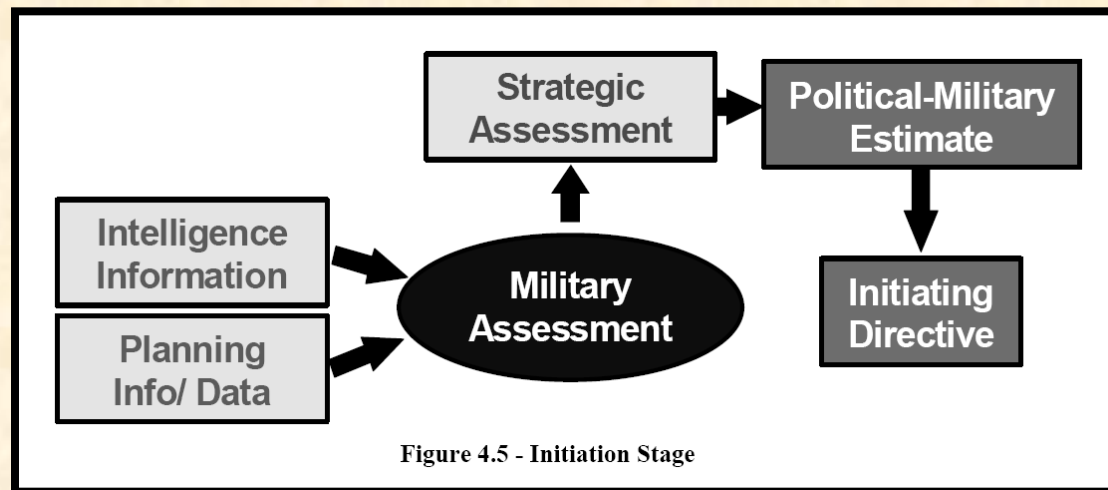 Strategic
Assessment
Political-Military
Estimate
Intelligence
Information
Military
Assessment
Initiating
Directive
Planning
Info/ Data
Figure 4.5 - Initiation Stage